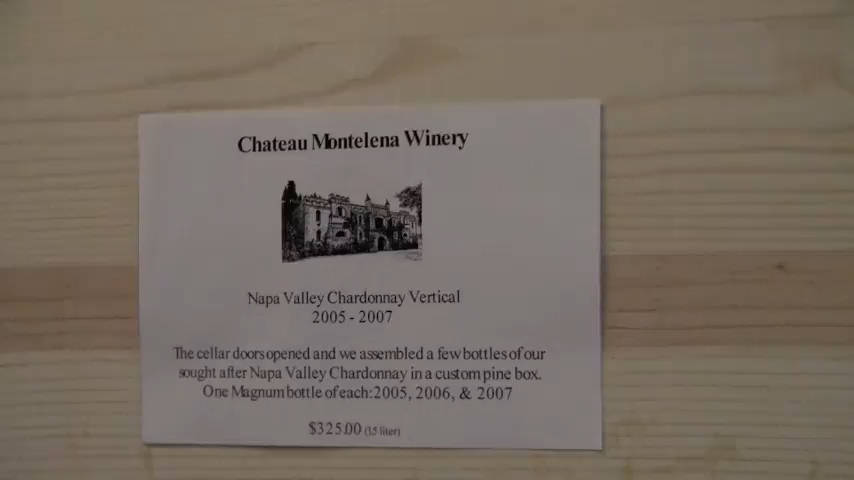 Chateau Montelena Winery
Napa Valley Chardonnay Vertical
2005 - 2007
The cellar doors opened and we assembled a few bottles of our
sought after Napa Valley Chardonnay in a custom pine box.
One Magnum bottle of each: 2005, 2006, & 2007
$325.00 (1.5 liter)